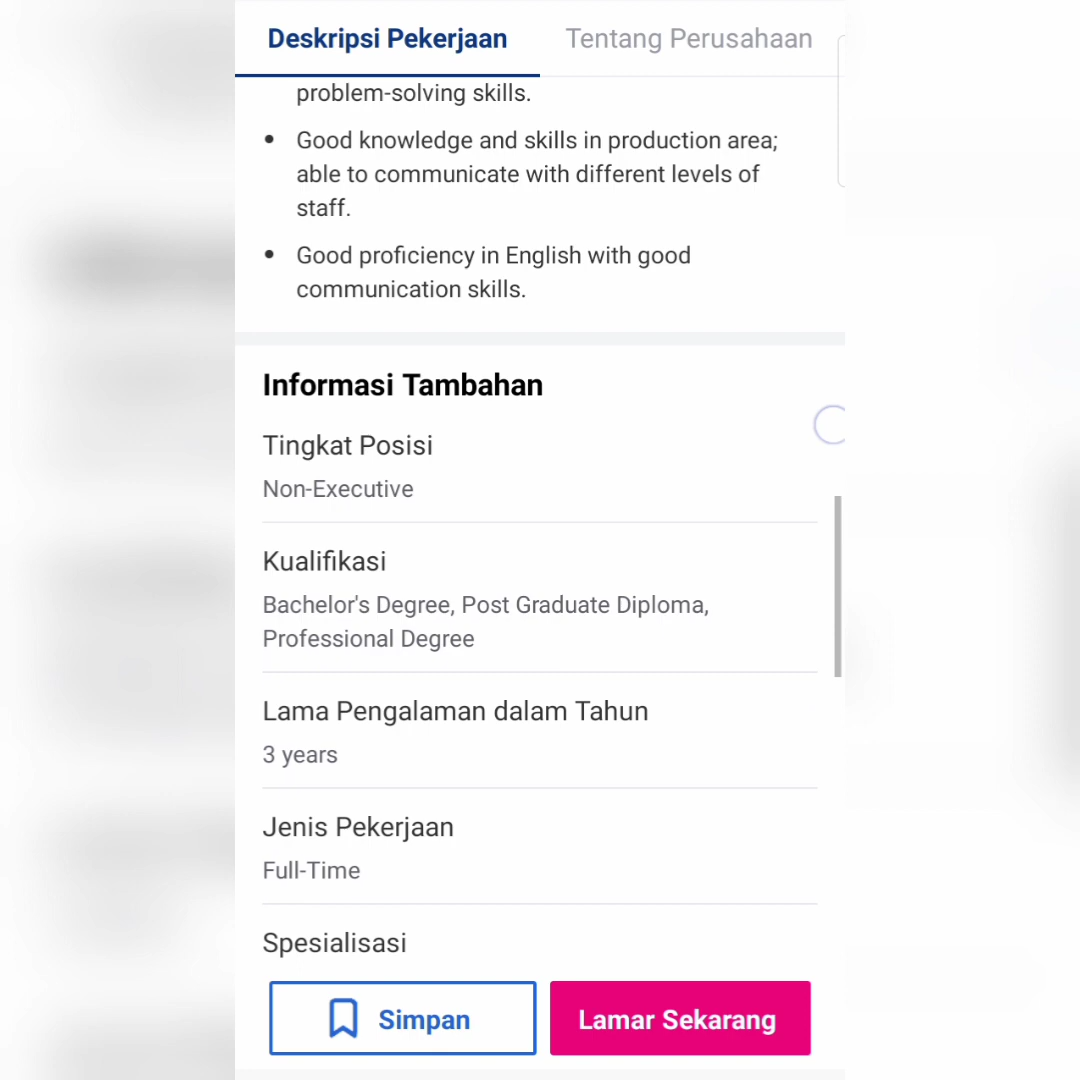 Deskripsi Pekerjaan
Tentang Perusahaan
problem-solving skills.
• Good knowledge and skills in production area;
able to communicate with different levels of
staff.
• Good proficiency in English with good
communication skills.
Informasi Tambahan
Tingkat Posisi
Non-Executive
Kualifikasi
Bachelor's Degree, Post Graduate Diploma,
Professional Degree
Lama Pengalaman dalam Tahun
3 years
Jenis Pekerjaan
Full-Time
Spesialisasi
Simpan
Lamar Sekarang